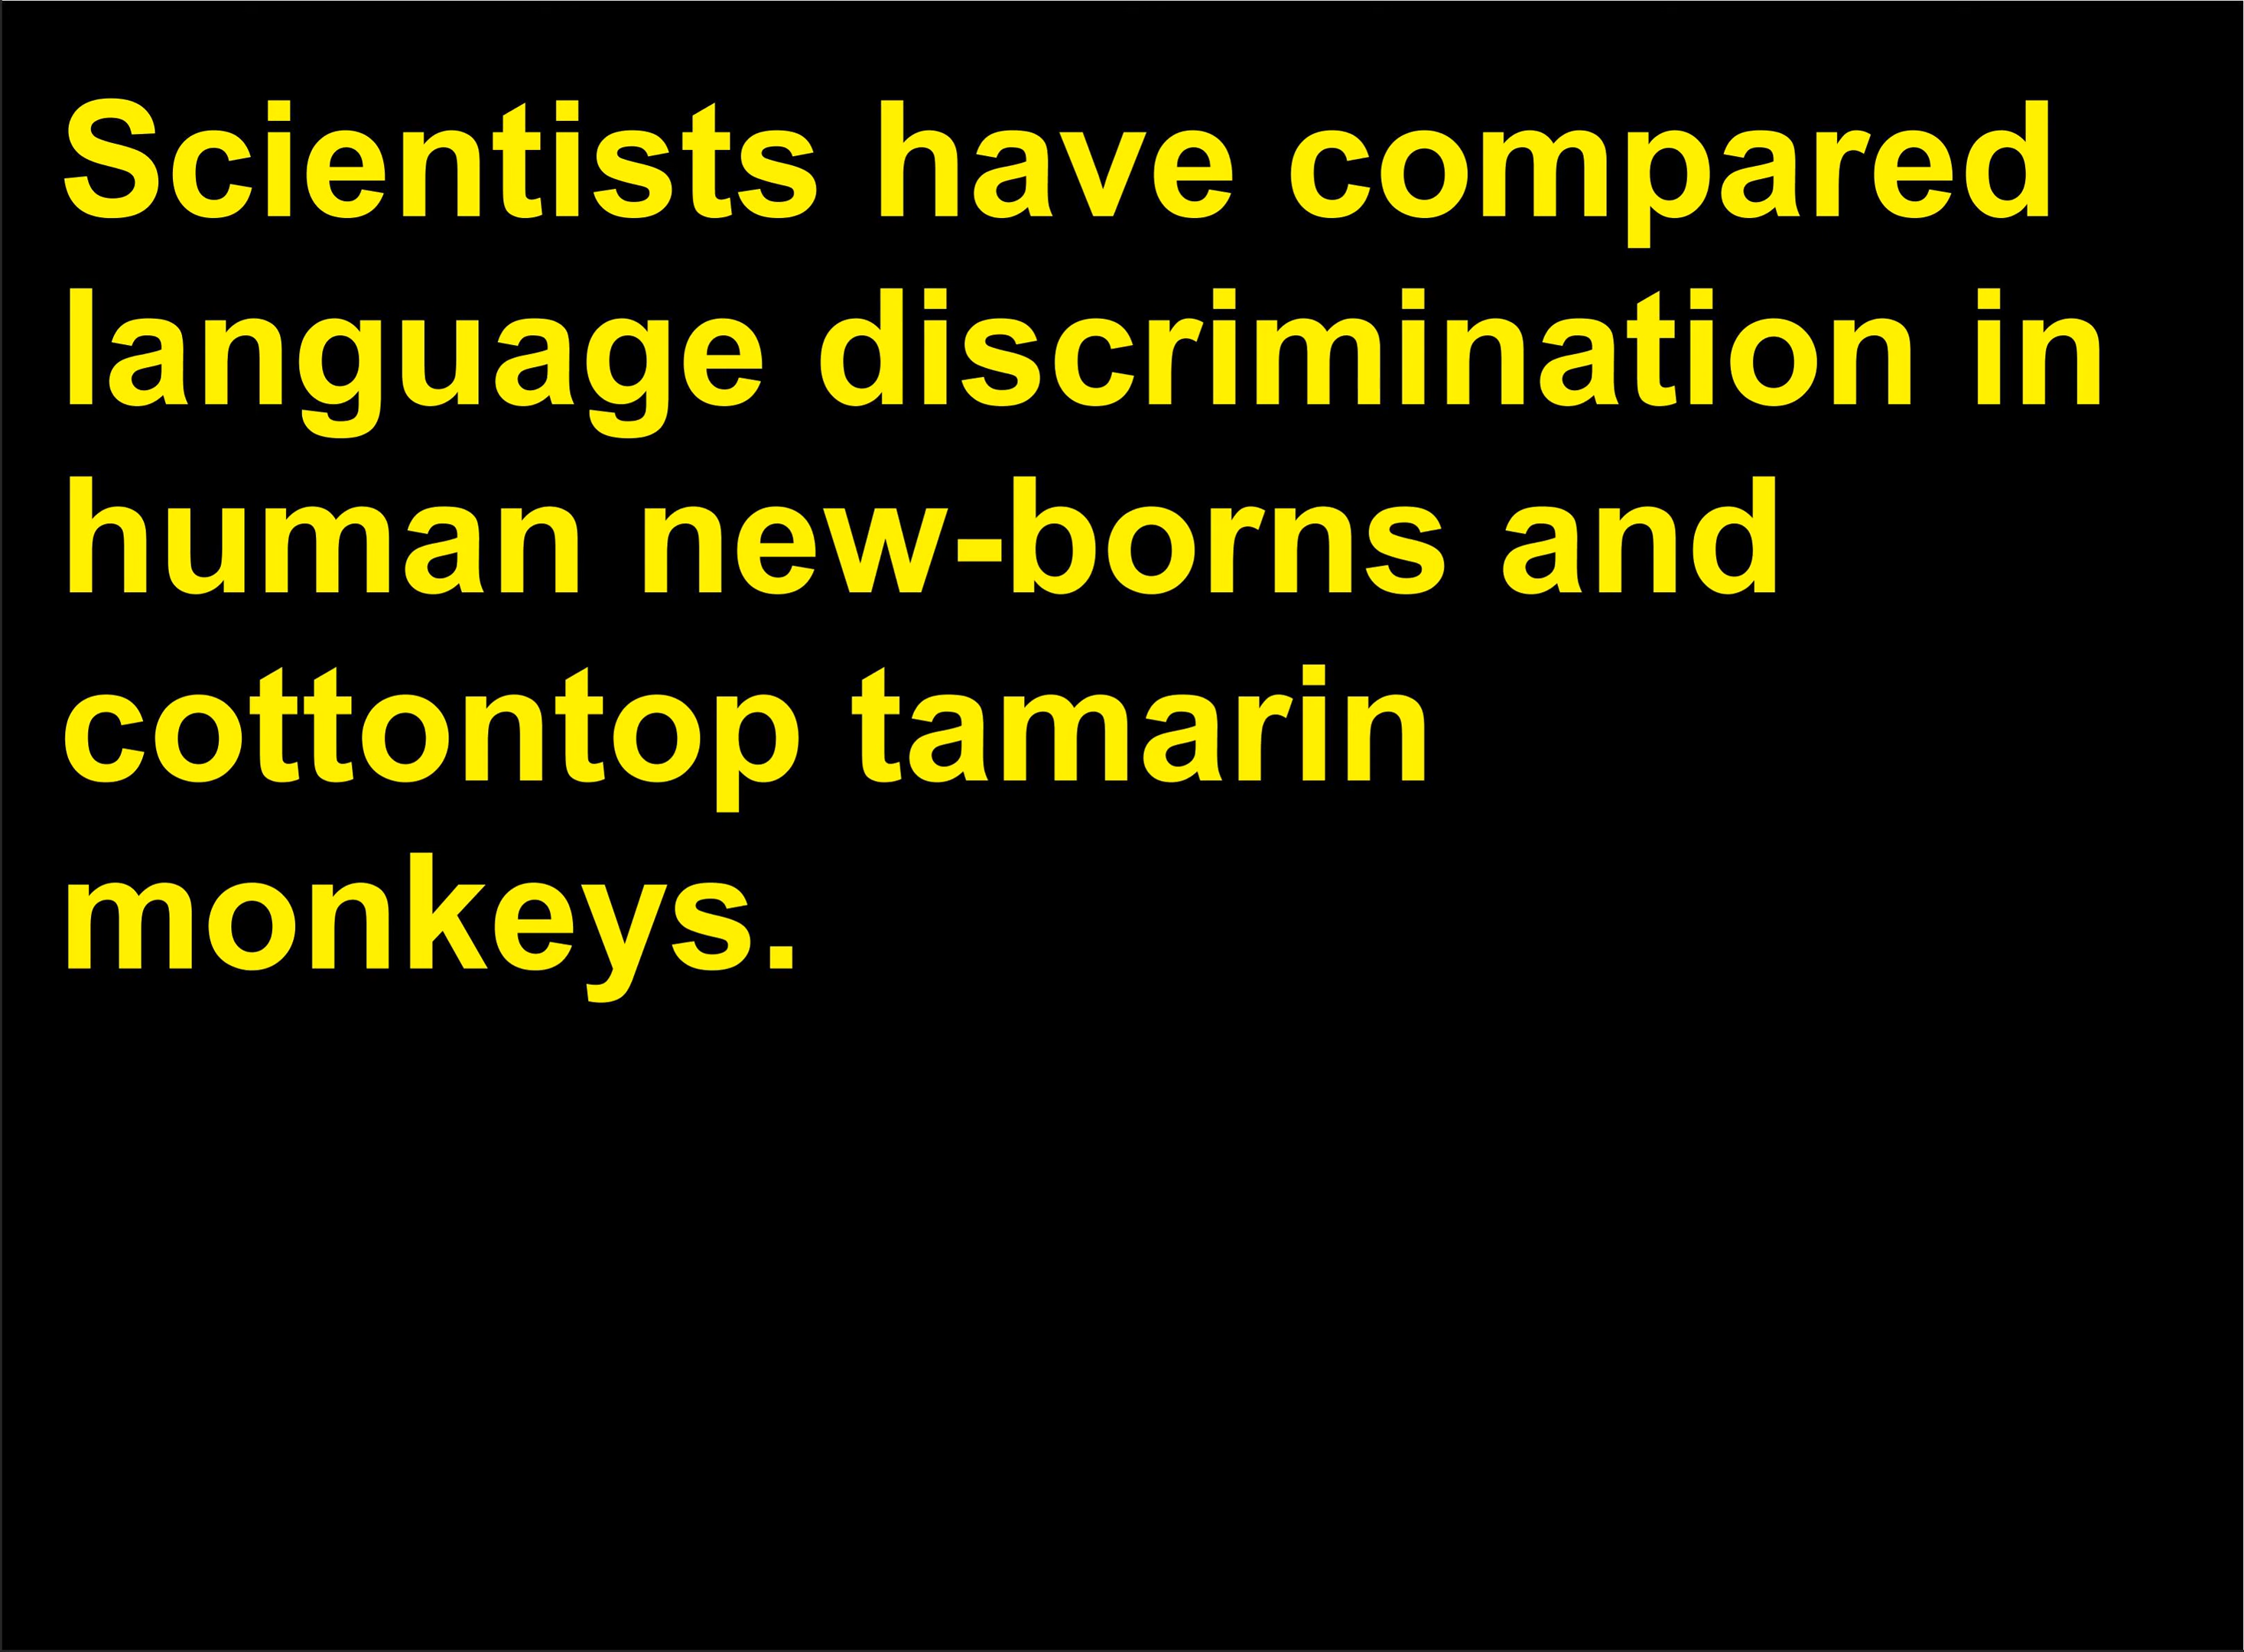 Scientists have compared
language discrimination in
human new-borns and
cottontop tamarin
monkeys.